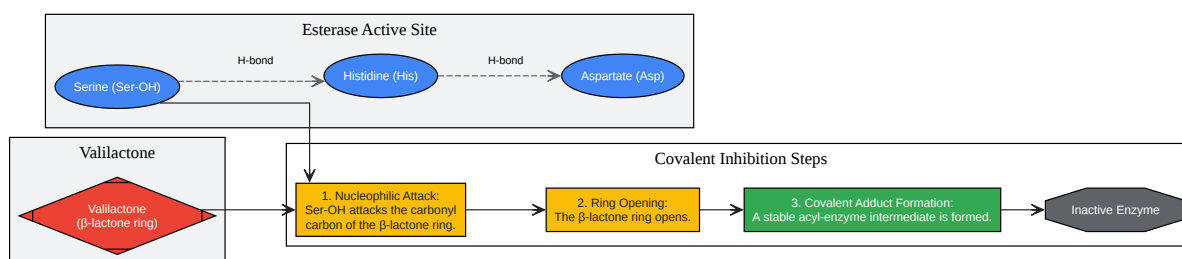 Esterase Active Site
H-bond
H-bond
Serine (Ser-OH)
Histidine (His)
Aspartate (Asp)
Valilactone
Valilactone
(β-lactone ring)
Covalent Inhibition Steps
1. Nucleophilic Attack:
Ser-OH attacks the carbonyl
carbon of the β-lactone ring.
2. Ring Opening:
The β-lactone ring opens.
3. Covalent Adduct Formation:
A stable acyl-enzyme intermediate is formed.
Inactive Enzyme